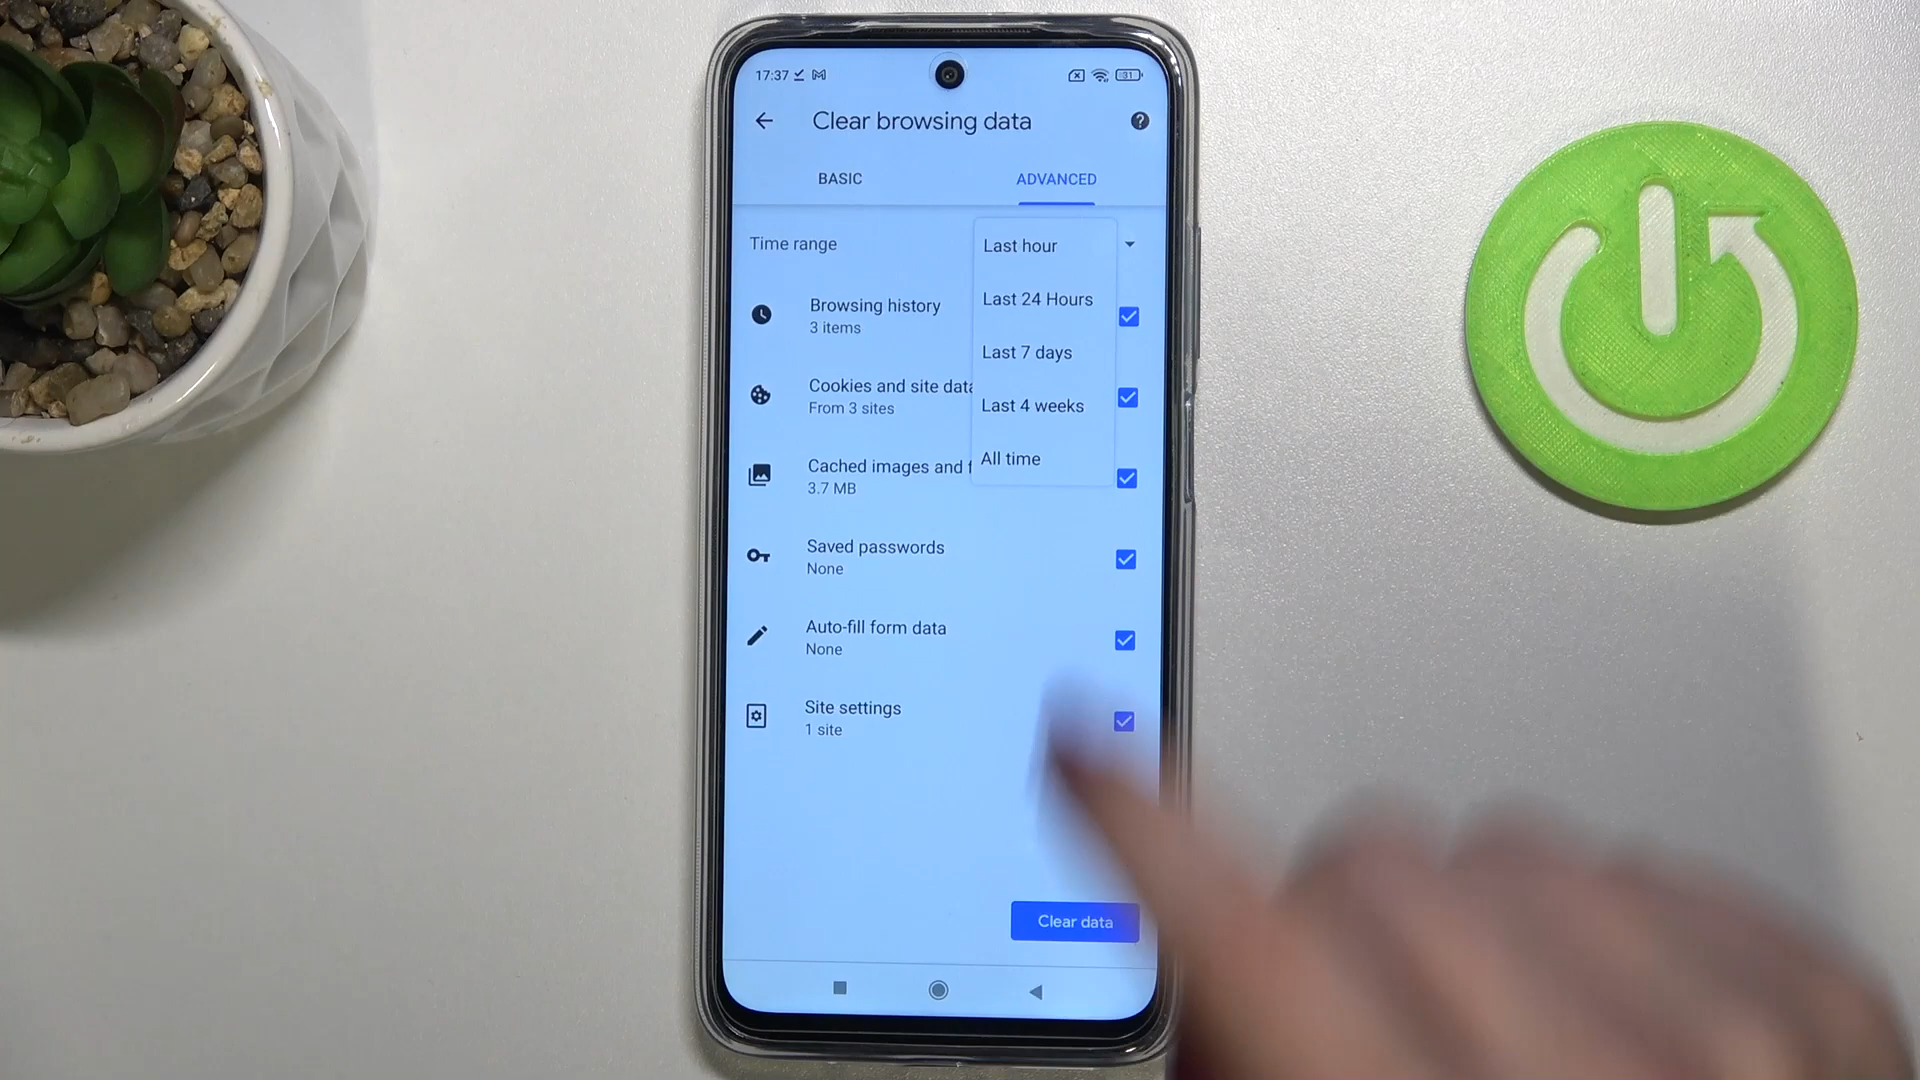 17:37
31
Clear browsing data
BASIC
ADVANCED
Time range
Last hour
Last 24 Hours
Last 7 days
Last 4 weeks
All time
Browsing history
3 items
Cookies and site data
From 3 sites
Cached images and f
3.7 MB
Saved passwords
None
Auto-fill form data
None
Site settings
1 site
Clear data